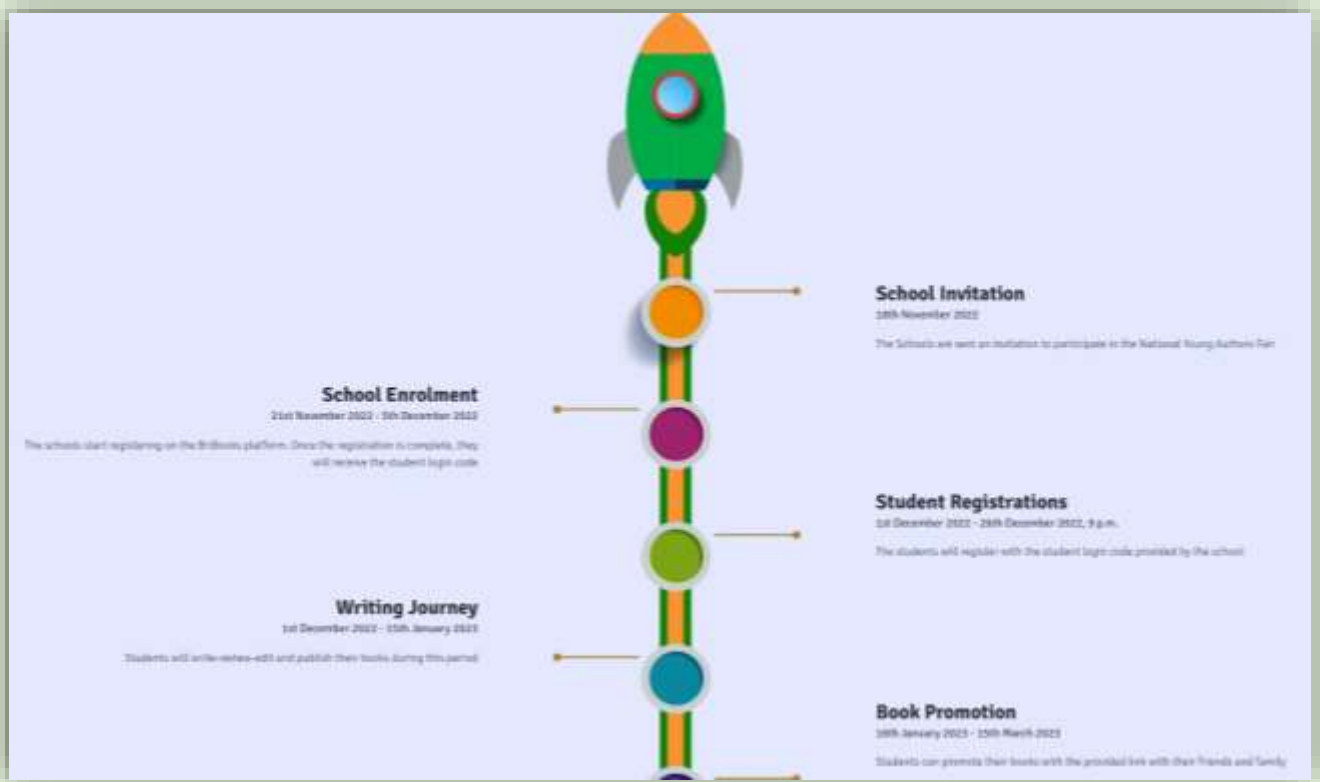 School Invitation
18th November 2022
The Schools are sent an invitation to participate in the National Young Authors Fair
School Enrolment
21st November 2022 - 5th December 2022
The schools start registering on the BriBooks platform. Once the registration is complete, they
will receive the student login code
Student Registrations
1st December 2022 - 26th December 2022, 9 p.m.
The students will register with the student login code provided by the school
Writing Journey
1st December 2022 - 15th January 2023
Students will write-review-edit and publish their books during this period
Book Promotion
16th January 2023 - 15th March 2023
Students can promote their books with the provided link with their friends and family